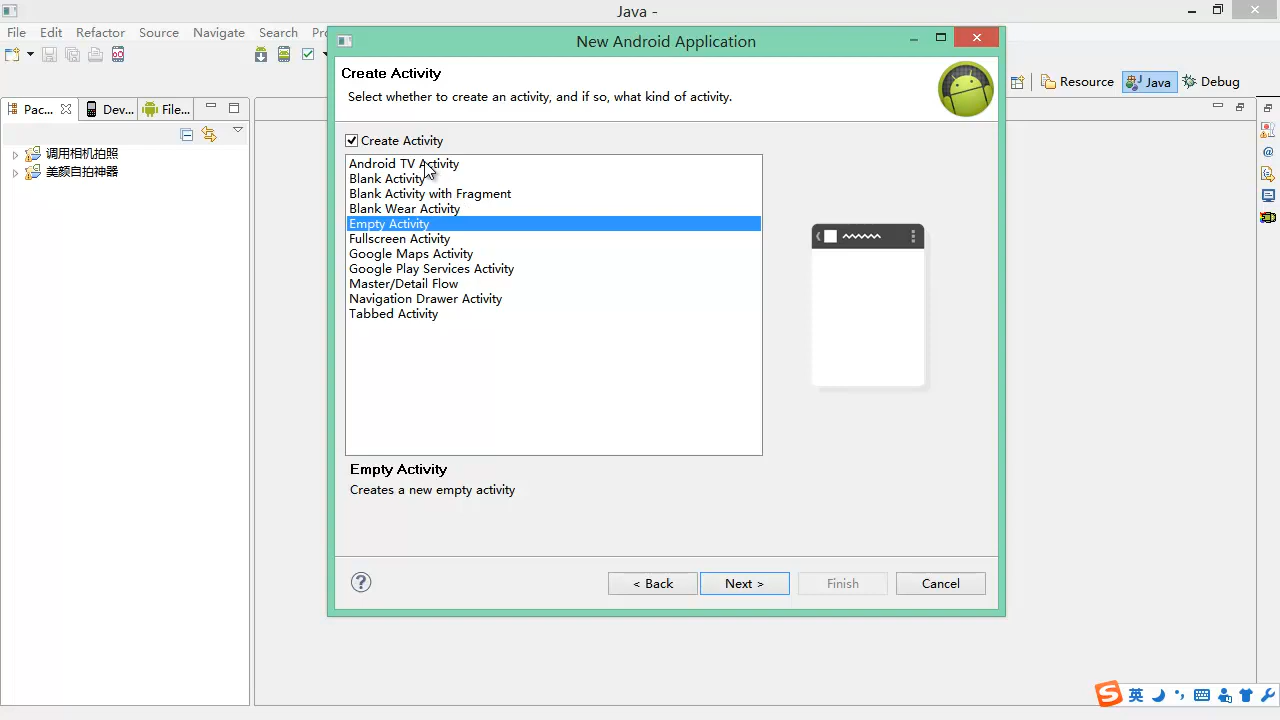 Java -
File Edit Refactor Source Navigate Search
Resource Java Debug
Pac... Dev... File...
调用相机拍照
美颜自拍神器
New Android Application
Create Activity
Select whether to create an activity, and if so, what kind of activity.
Create Activity
Android TV Activity
Blank Activity
Blank Activity with Fragment
Blank Wear Activity
Empty Activity
Fullscreen Activity
Google Maps Activity
Google Play Services Activity
Master/Detail Flow
Navigation Drawer Activity
Tabbed Activity
Empty Activity
Creates a new empty activity
< Back Next > Finish Cancel
英